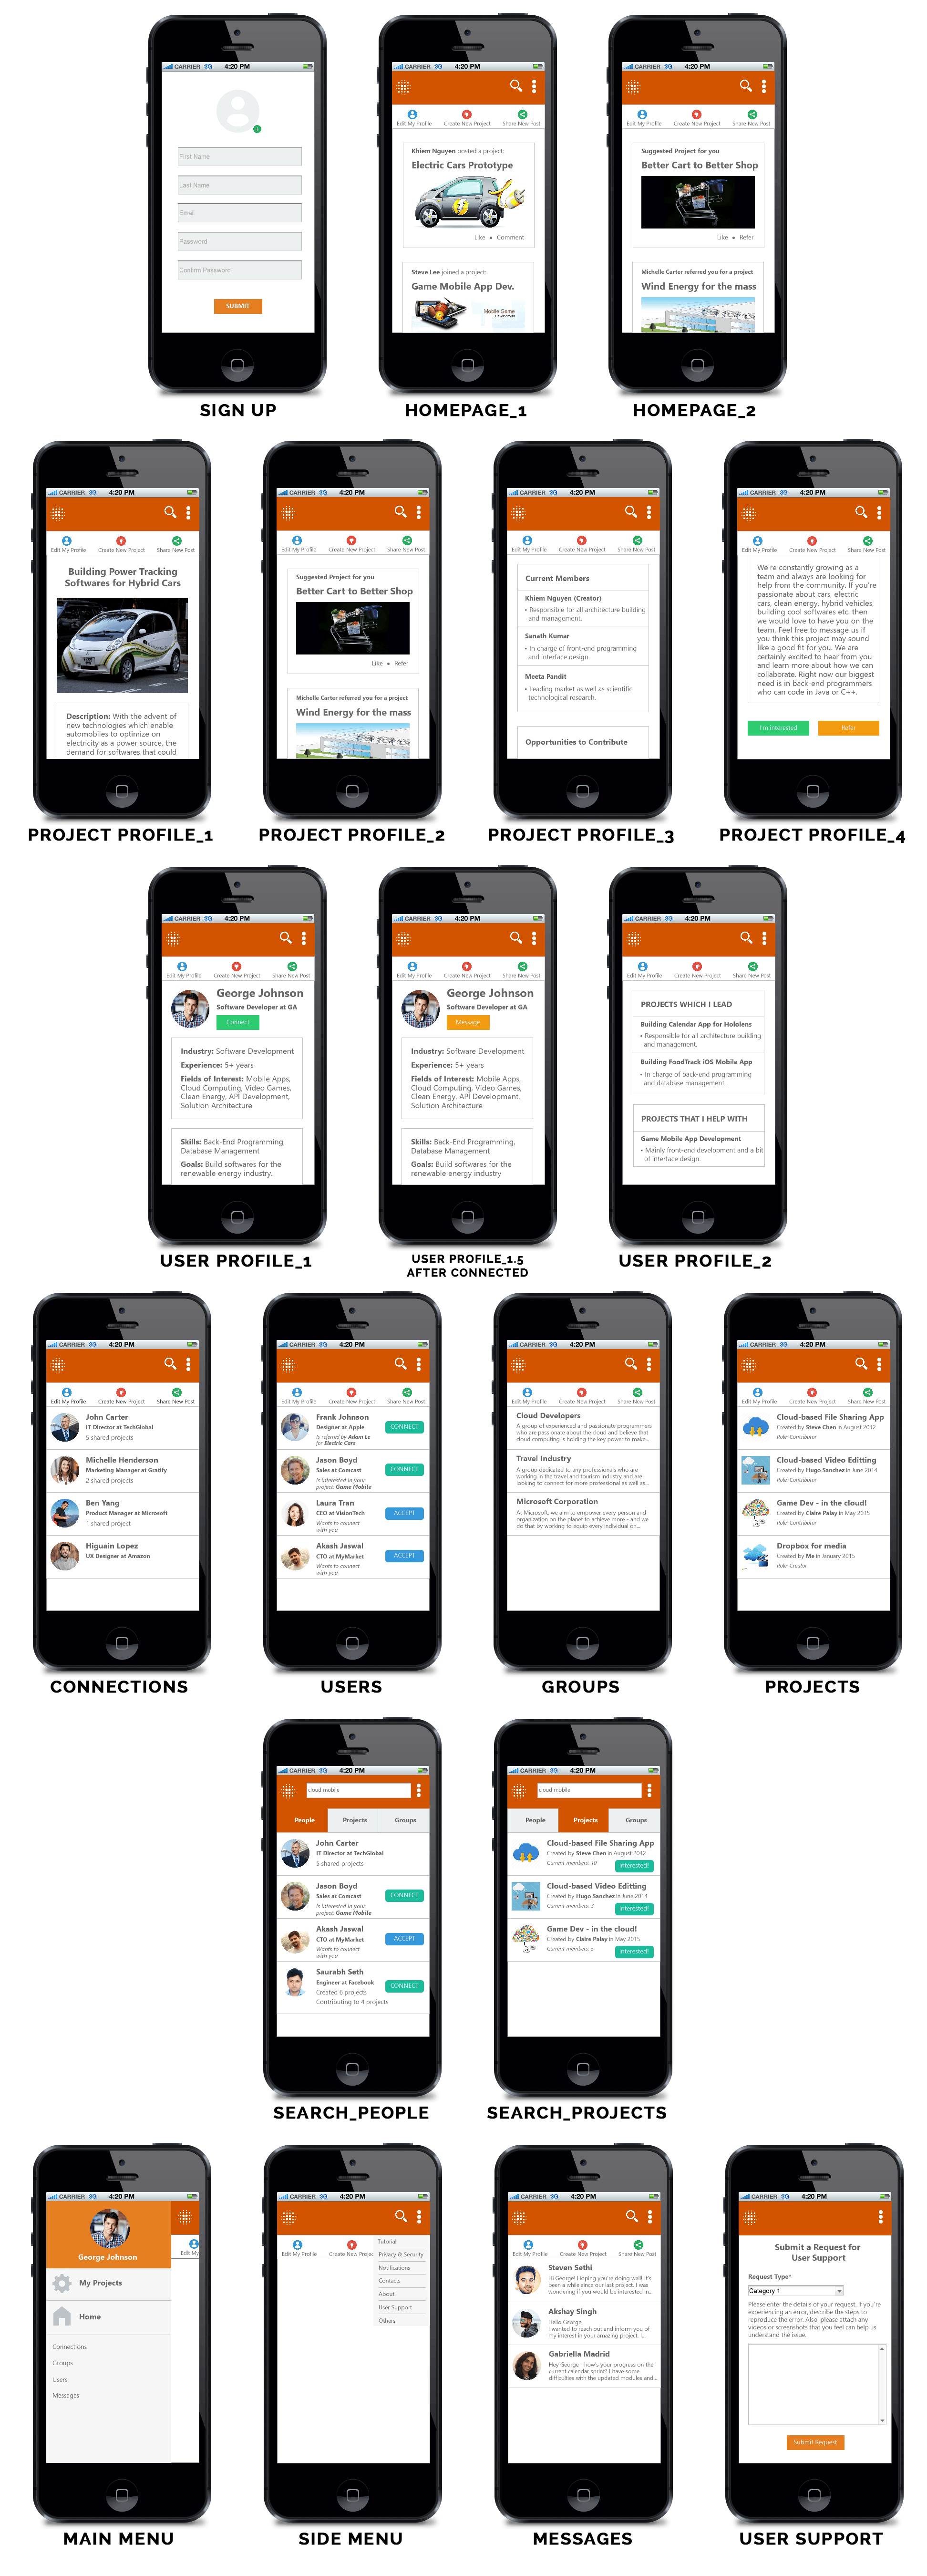 CARRIER 3G 4:20 PM
First Name
Last Name
Email
Password
Confirm Password
SUBMIT
SIGN UP
CARRIER 3G 4:20 PM
Edit My Profile Create New Project Share New Post
Khiem Nguyen posted a project:
Electric Cars Prototype
Like • Comment
Steve Lee joined a project:
Game Mobile App Dev.
Mobile Game
Development
HOMEPAGE_1
CARRIER 3G 4:20 PM
Edit My Profile Create New Project Share New Post
Suggested Project for you
Better Cart to Better Shop
Like • Refer
Michelle Carter referred you for a project
Wind Energy for the mass
HOMEPAGE_2
CARRIER 3G 4:20 PM
Edit My Profile Create New Project Share New Post
Building Power Tracking
Softwares for Hybrid Cars
Description: With the advent of
new technologies which enable
automobiles to optimize on
electricity as a power source, the
demand for softwares that could
PROJECT PROFILE_1
CARRIER 3G 4:20 PM
Edit My Profile Create New Project Share New Post
Suggested Project for you
Better Cart to Better Shop
Like • Refer
Michelle Carter referred you for a project
Wind Energy for the mass
PROJECT PROFILE_2
CARRIER 3G 4:20 PM
Edit My Profile Create New Project Share New Post
Current Members
Khiem Nguyen (Creator)
• Responsible for all architecture building
and management.
Sanath Kumar
• In charge of front-end programming
and interface design.
Meeta Pandit
• Leading market as well as scientific
technological research.
Opportunities to Contribute
PROJECT PROFILE_3
CARRIER 3G 4:20 PM
Edit My Profile Create New Project Share New Post
We're constantly growing as a
team and always are looking for
help from the community. If you're
passionate about cars, electric
cars, clean energy, hybrid vehicles,
building cool softwares etc. then
we would love to have you on the
team. Feel free to message us if
you think this project may sound
like a good fit for you. We are
certainly excited to hear from you
and learn more about how we can
collaborate. Right now our biggest
need is in back-end programmers
who can code in Java or C++.
I'm Interested Refer
PROJECT PROFILE_4
CARRIER 3G 4:20 PM
Edit My Profile Create New Project Share New Post
George Johnson
Software Developer at GA
Connect
Industry: Software Development
Experience: 5+ years
Fields of Interest: Mobile Apps,
Cloud Computing, Video Games,
Clean Energy, API Development,
Solution Architecture
Skills: Back-End Programming,
Database Management
Goals: Build softwares for the
renewable energy industry.
USER PROFILE_1
CARRIER 3G 4:20 PM
Edit My Profile Create New Project Share New Post
George Johnson
Software Developer at GA
Message
Industry: Software Development
Experience: 5+ years
Fields of Interest: Mobile Apps,
Cloud Computing, Video Games,
Clean Energy, API Development,
Solution Architecture
Skills: Back-End Programming,
Database Management
Goals: Build softwares for the
renewable energy industry
USER PROFILE_1.5
AFTER CONNECTED
CARRIER 3G 4:20 PM
Edit My Profile Create New Project Share New Post
PROJECTS WHICH I LEAD
Building Calendar App for Hololens
• Responsible for all architecture building
and management.
Building FoodTrack iOS Mobile App
• In charge of back-end programming
and database management.
PROJECTS THAT I HELP WITH
Game Mobile App Development
• Mainly front-end development and a bit
of interface design.
USER PROFILE_2
CARRIER 3G 4:20 PM
Edit My Profile Create New Project Share New Post
John Carter
IT Director at TechGlobal
5 shared projects
Michelle Henderson
Marketing Manager at Gratify
2 shared projects
Ben Yang
Product Manager at Microsoft
1 shared project
Higuain Lopez
UX Designer at Amazon
CONNECTIONS
CARRIER 3G 4:20 PM
Edit My Profile Create New Project Share New Post
Frank Johnson
Designer at Apple
Is referred by Adam Le
for Electric Cars
CONNECT
Jason Boyd
Sales at Comcast
Is interested in your
project: Game Mobile
CONNECT
Laura Tran
CEO at VisionTech
Wants to connect
with you
ACCEPT
Akash Jaswal
CTO at MyMarket
Wants to connect
with you
ACCEPT
USERS
CARRIER 3G 4:20 PM
Edit My Profile Create New Project Share New Post
Cloud Developers
A group of experienced and passionate programmers
who are passionate about the cloud and believe that
cloud computing is holding the key to make...
Travel Industry
A group dedicated to any professionals who are
working in the travel and tourism industry and are
looking to connect for more professional as well as...
Microsoft Corporation
At Microsoft, we aim to empower every person and
organization on the planet to achieve more - and we
do that by working to equip every individual on...
GROUPS
CARRIER 3G 4:20 PM
Edit My Profile Create New Project Share New Post
Cloud-based File Sharing App
Created by Steve Chen in August 2012
Role: Contributor
Cloud-based Video Editting
Created by Hugo Sanchez in June 2014
Role: Contributor
Game Dev - in the cloud!
Created by Claire Palay in May 2015
Role: Contributor
Dropbox for media
Created by Me in January 2015
Role: Creator
PROJECTS
CARRIER 3G 4:20 PM
cloud mobile
People Projects Groups
John Carter
IT Director at TechGlobal
5 shared projects
Jason Boyd
Sales at Comcast
Is interested in your
project: Game Mobile
CONNECT
Akash Jaswal
CTO at MyMarket
Wants to connect
with you
ACCEPT
Saurabh Seth
Engineer at Facebook
Created 6 projects
Contributing to 4 projects
CONNECT
SEARCH_PEOPLE
CARRIER 3G 4:20 PM
cloud mobile
People Projects Groups
Cloud-based File Sharing App
Created by Steve Chen in August 2012
Current members: 10
Interested!
Cloud-based Video Editting
Created by Hugo Sanchez in June 2014
Current members: 3
Interested!
Game Dev - in the cloud!
Created by Claire Palay in May 2015
Current members: 5
Interested!
SEARCH_PROJECTS
CARRIER 3G 4:20 PM
George Johnson
Edit My
My Projects
Home
Connections
Groups
Users
Messages
MAIN MENU
CARRIER 3G 4:20 PM
Edit My Profile Create New Projec
Tutorial
Privacy & Security
Notifications
Contacts
About
User Support
Others
SIDE MENU
CARRIER 3G 4:20 PM
Edit My Profile Create New Project Share New Post
Steven Sethi
Hi George! Hoping you're doing well! It's
been a while since our last project. I was
wondering if you would be interested in...
Akshay Singh
Hello George,
I wanted to reach out and inform you of
my interest in your amazing project. I...
Gabriella Madrid
Hey George - how's your progress on the
current calendar sprint? I have some
difficulties with the updated modules and...
MESSAGES
CARRIER 3G 4:20 PM
Submit a Request for
User Support
Request Type*
Category 1
Please enter the details of your request. If you're
experiencing an error, describe the steps to
reproduce the error. Also, please attach any
videos or screenshots that you feel can help us
understand the issue.
Submit Request
USER SUPPORT